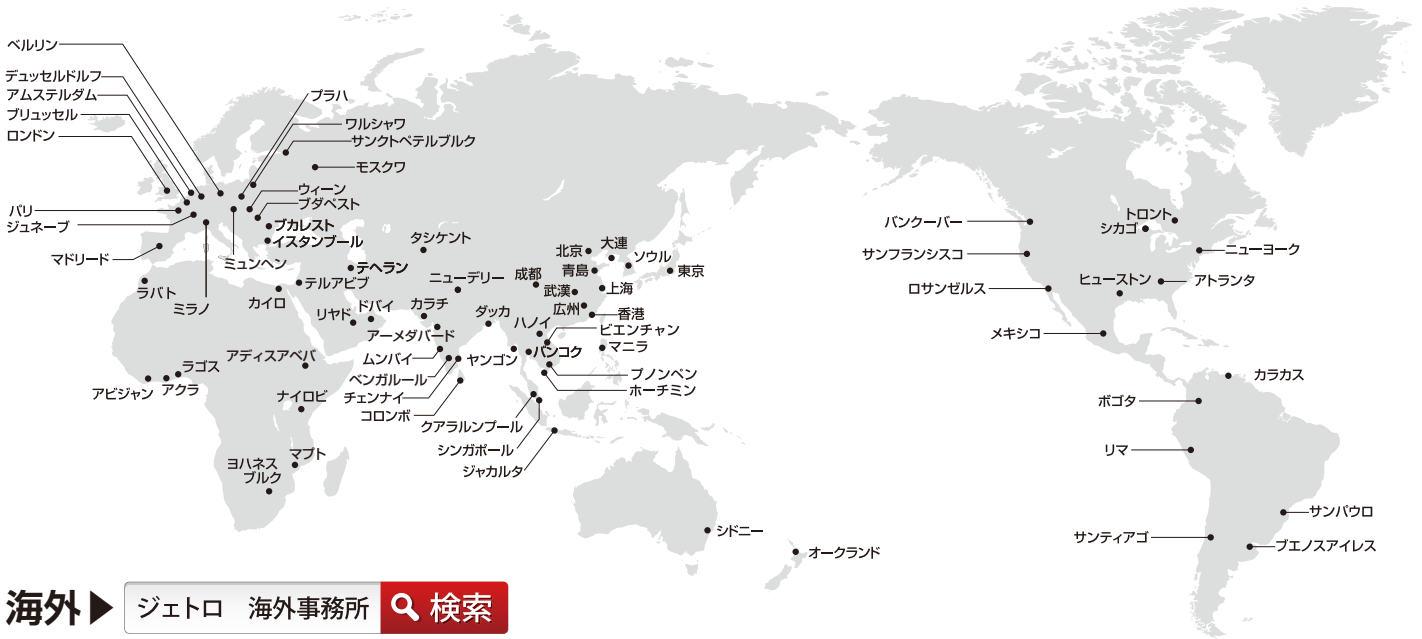 ベルリン
デュッセルドルフ
アムステルダム
ブリュッセル
ロンドン
パリ
ジュネーブ
マドリード
ラバト
ミラノ
ミュンヘン
プラハ
ワルシャワ
サンクトペテルブルク
モスクワ
ウィーン
ブダペスト
ブカレスト
イスタンブール
テヘラン
テルアビブ
カイロ
リヤド
ドバイ
タシケント
ニューデリー
カラチ
アーメダバード
ムンバイ
ベンガルール
チェンナイ
コロンボ
ダッカ
ヤンゴン
アディスアベバ
ラゴス
アビジャン
アクラ
ナイロビ
マプト
ヨハネス
ブルク
北京
大連
ソウル
東京
青島
成都
武漢
上海
広州
香港
ハノイ
ビエンチャン
マニラ
バンコク
プノンペン
ホーチミン
クアラルンプール
シンガポール
ジャカルタ
シドニー
オークランド
バンクーバー
サンフランシスコ
ロサンゼルス
トロント
シカゴ
ニューヨーク
ヒューストン
アトランタ
メキシコ
カラカス
ボゴタ
リマ
サンパウロ
サンティアゴ
ブエノスアイレス
海外▶ ジェトロ 海外事務所 検索